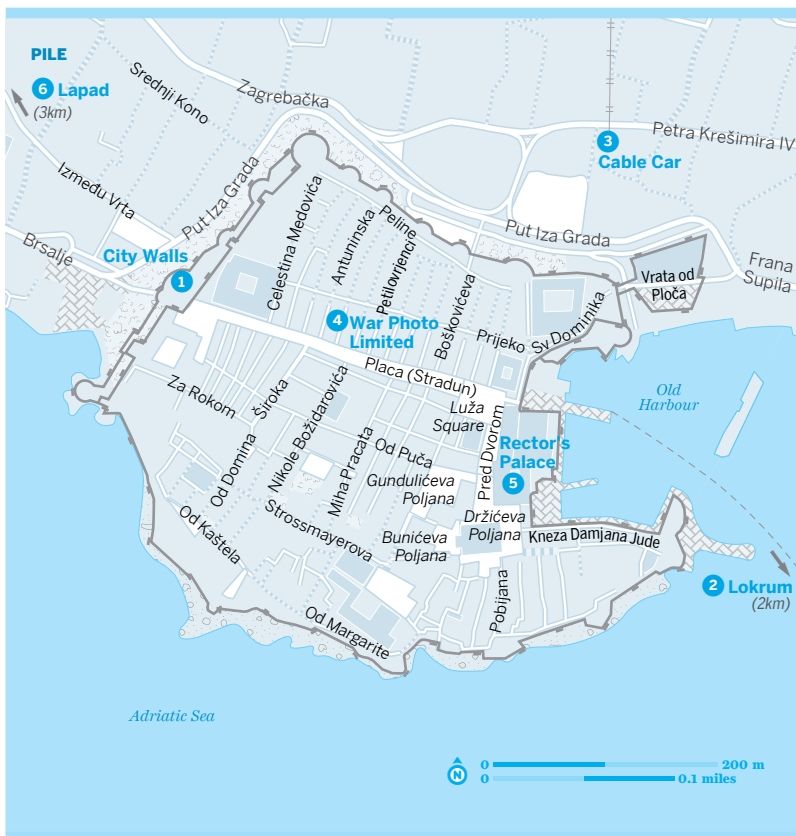 PILE
6 Lapad
(3km)
Srednji Kono
Zagrebačka
Petra Krešimira IV
3
Cable Car
Između Vrta
Put Iza Grada
Put Iza Grada
Brsalje
City Walls
1
Celestina Medovića
Antuninska
Peline
Petilovrjenci
Boškovićeva
Frana
Supila
Vrata od
Ploča
4 War Photo
Limited
Prijeko
Sv Dominika
Placa (Stradun)
Old
Harbour
Za Rokom
Široka
Nikole Božidarovića
Luža
Square
Od Domina
Miha Pracata
Od Puča
Pred Dvorom
Rector's
Palace
5
Gundulićeva
Poljana
Od Kaštela
Strossmayerova
Bunićeva
Poljana
Držićeva
Poljana
Kneza Damjana Jude
2 Lokrum
(2km)
Pobijana
Od Margarite
Adriatic Sea
N
0 200 m
0 0.1 miles